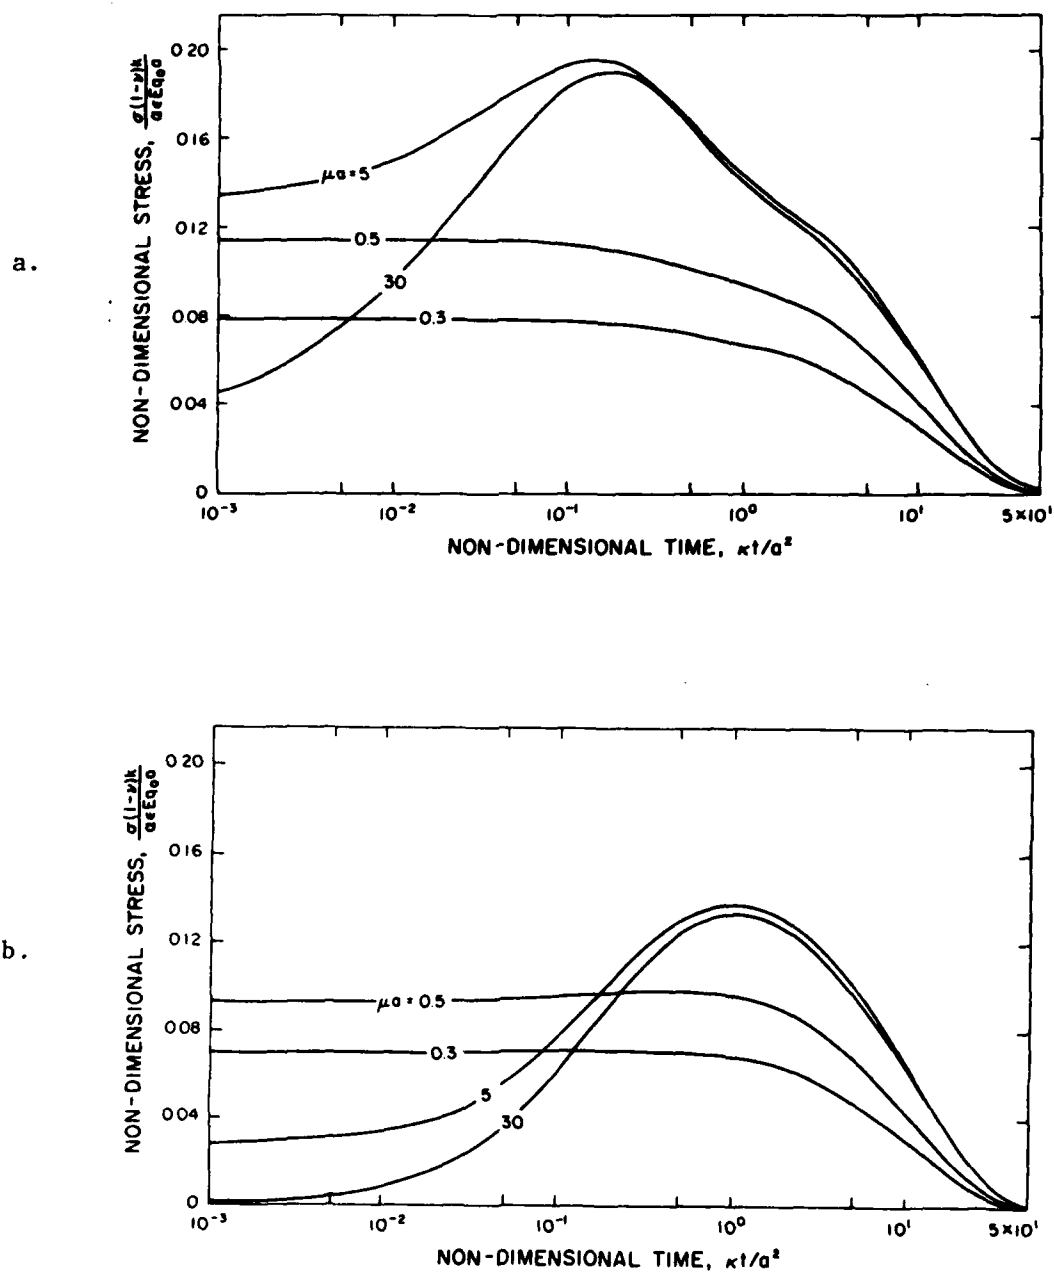 a.
NON-DIMENSIONAL STRESS, σ(1-ν)k / αεEq₀a
0.20
0.16
0.12
0.08
0.04
0
μa=5
0.5
30
0.3
10⁻³ 10⁻² 10⁻¹ 10⁰ 10¹ 5×10¹
NON-DIMENSIONAL TIME, κt/a²
b.
NON-DIMENSIONAL STRESS, σ(1-ν)k / αεEq₀a
0.20
0.16
0.12
0.08
0.04
0
μa = 0.5
0.3
5
30
10⁻³ 10⁻² 10⁻¹ 10⁰ 10¹ 5×10¹
NON-DIMENSIONAL TIME, κt/a²